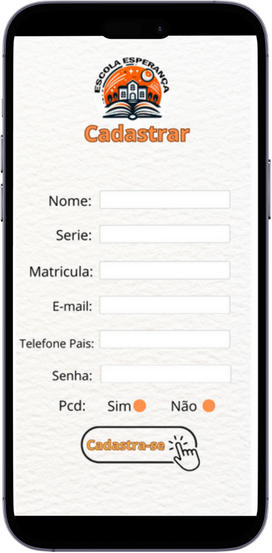 ESCOLA ESPERANÇA
Cadastrar
Nome:
Serie:
Matricula:
E-mail:
Telefone Pais:
Senha:
Pcd: Sim Não
Cadastra-se